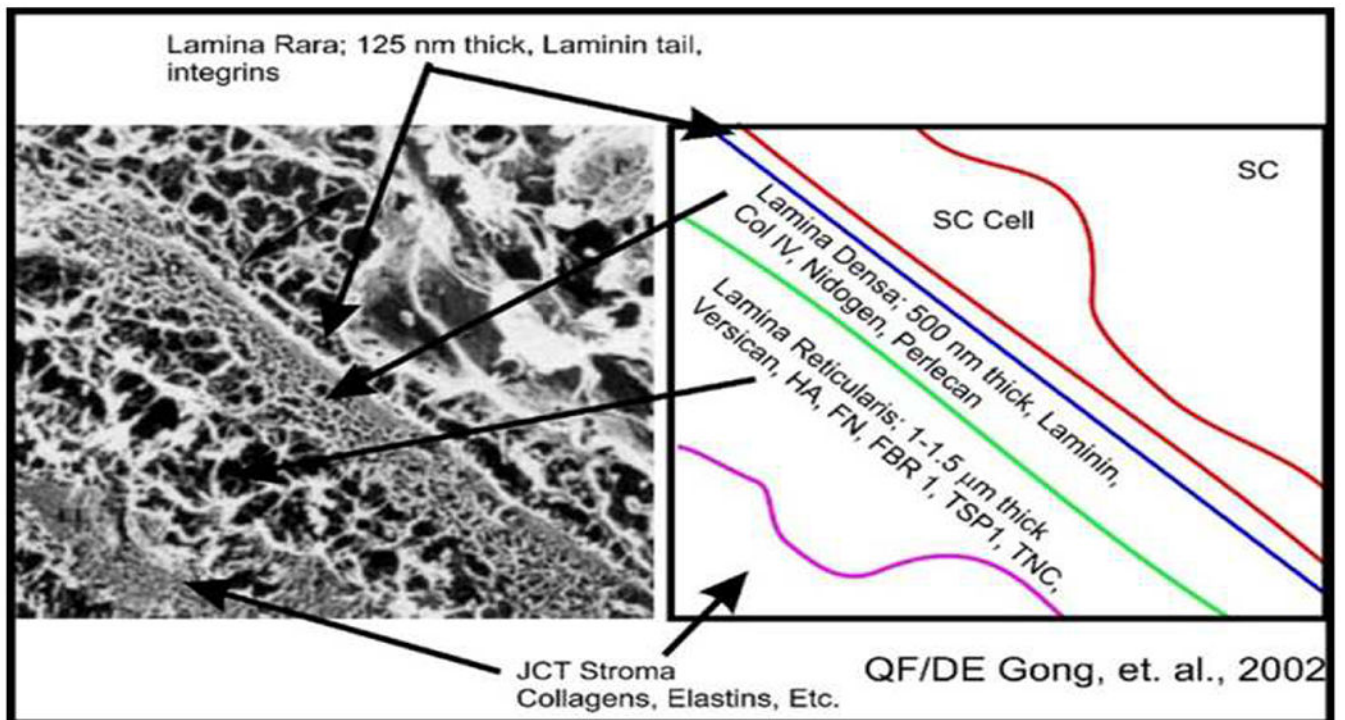 Lamina Rara; 125 nm thick, Laminin tail,
integrins
SC
SC Cell
Lamina Densa; 500 nm thick, Laminin,
Col IV, Nidogen, Perlecan
Lamina Reticularis; 1-1.5 µm thick
Versican, HA, FN, FBR 1, TSP1, TNC,
JCT Stroma
Collagens, Elastins, Etc.
QF/DE Gong, et. al., 2002